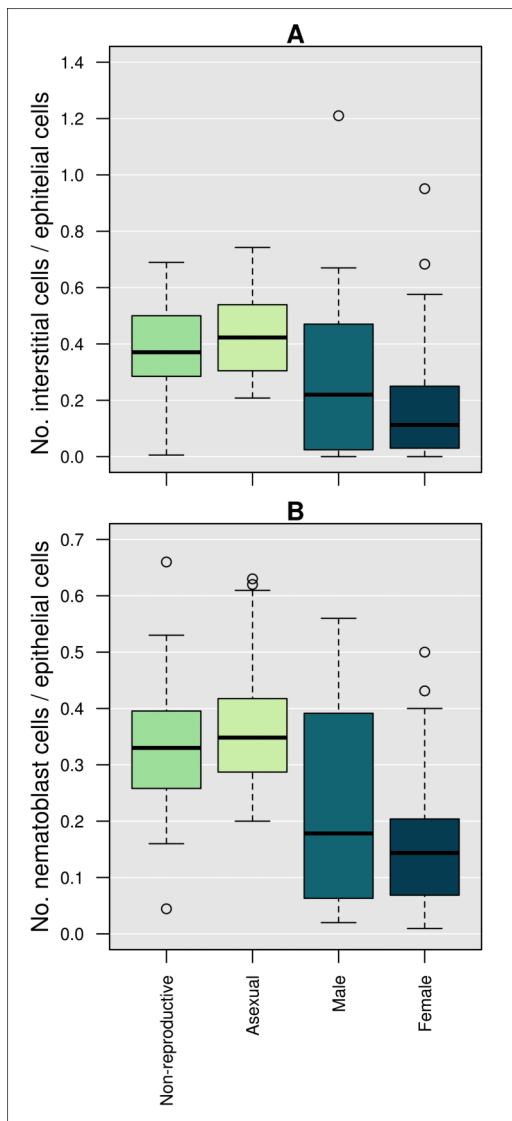 A
No. interstitial cells / ephitelial cells
1.4
1.2
1.0
0.8
0.6
0.4
0.2
0.0
B
No. nematoblast cells / epithelial cells
0.7
0.6
0.5
0.4
0.3
0.2
0.1
0.0
Non-reproductive
Asexual
Male
Female